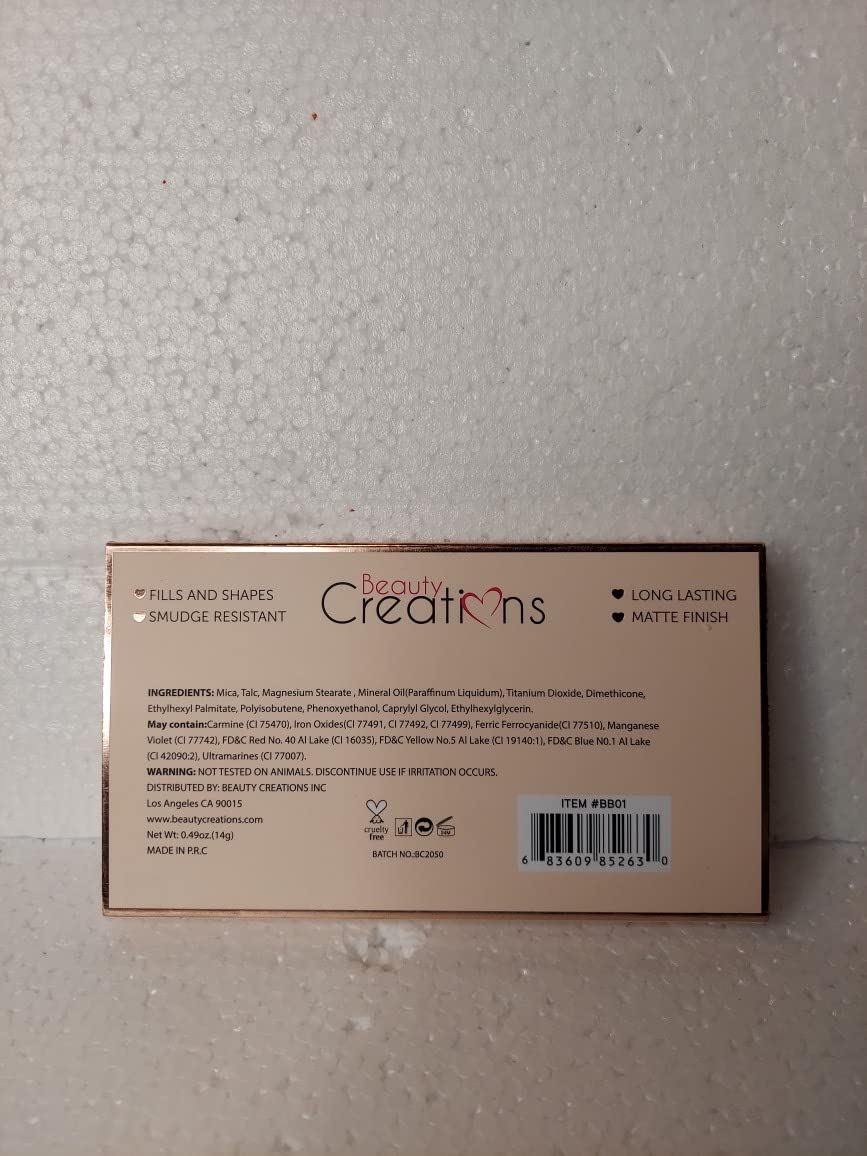 FILLS AND SHAPES
SMUDGE RESISTANT
Beauty
Creations
LONG LASTING
MATTE FINISH
INGREDIENTS: Mica, Talc, Magnesium Stearate , Mineral Oil(Paraffinum Liquidum), Titanium Dioxide, Dimethicone,
Ethylhexyl Palmitate, Polyisobutene, Phenoxyethanol, Caprylyl Glycol, Ethylhexylglycerin.
May contain:Carmine (CI 75470), Iron Oxides(CI 77491, CI 77492, CI 77499), Ferric Ferrocyanide(CI 77510), Manganese
Violet (CI 77742), FD&C Red No. 40 Al Lake (CI 16035), FD&C Yellow No.5 Al Lake (CI 19140:1), FD&C Blue N0.1 Al Lake
(CI 42090:2), Ultramarines (CI 77007).
WARNING: NOT TESTED ON ANIMALS. DISCONTINUE USE IF IRRITATION OCCURS.
DISTRIBUTED BY: BEAUTY CREATIONS INC
Los Angeles CA 90015
www.beautycreations.com
Net Wt: 0.49oz.(14g)
MADE IN P.R.C
cruelty
free
BATCH NO.:BC2050
ITEM #BB01
6 83609 85263 0